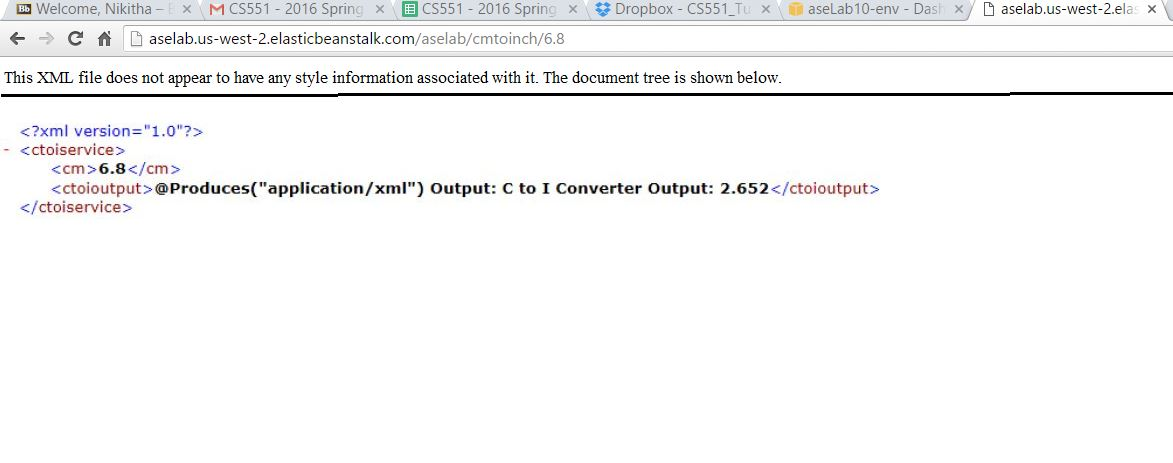 Bb Welcome, Nikitha – CS551 - 2016 Spring CS551 - 2016 Spring Dropbox - CS551_Tu aseLab10-env - Dash aselab.us-west-2.elas
aselab.us-west-2.elasticbeanstalk.com/aselab/cmtoinch/6.8
This XML file does not appear to have any style information associated with it. The document tree is shown below.
<?xml version="1.0"?>
- <ctoiservice>
<cm>6.8</cm>
<ctoioutput>@Produces("application/xml") Output: C to I Converter Output: 2.652</ctoioutput>
</ctoiservice>